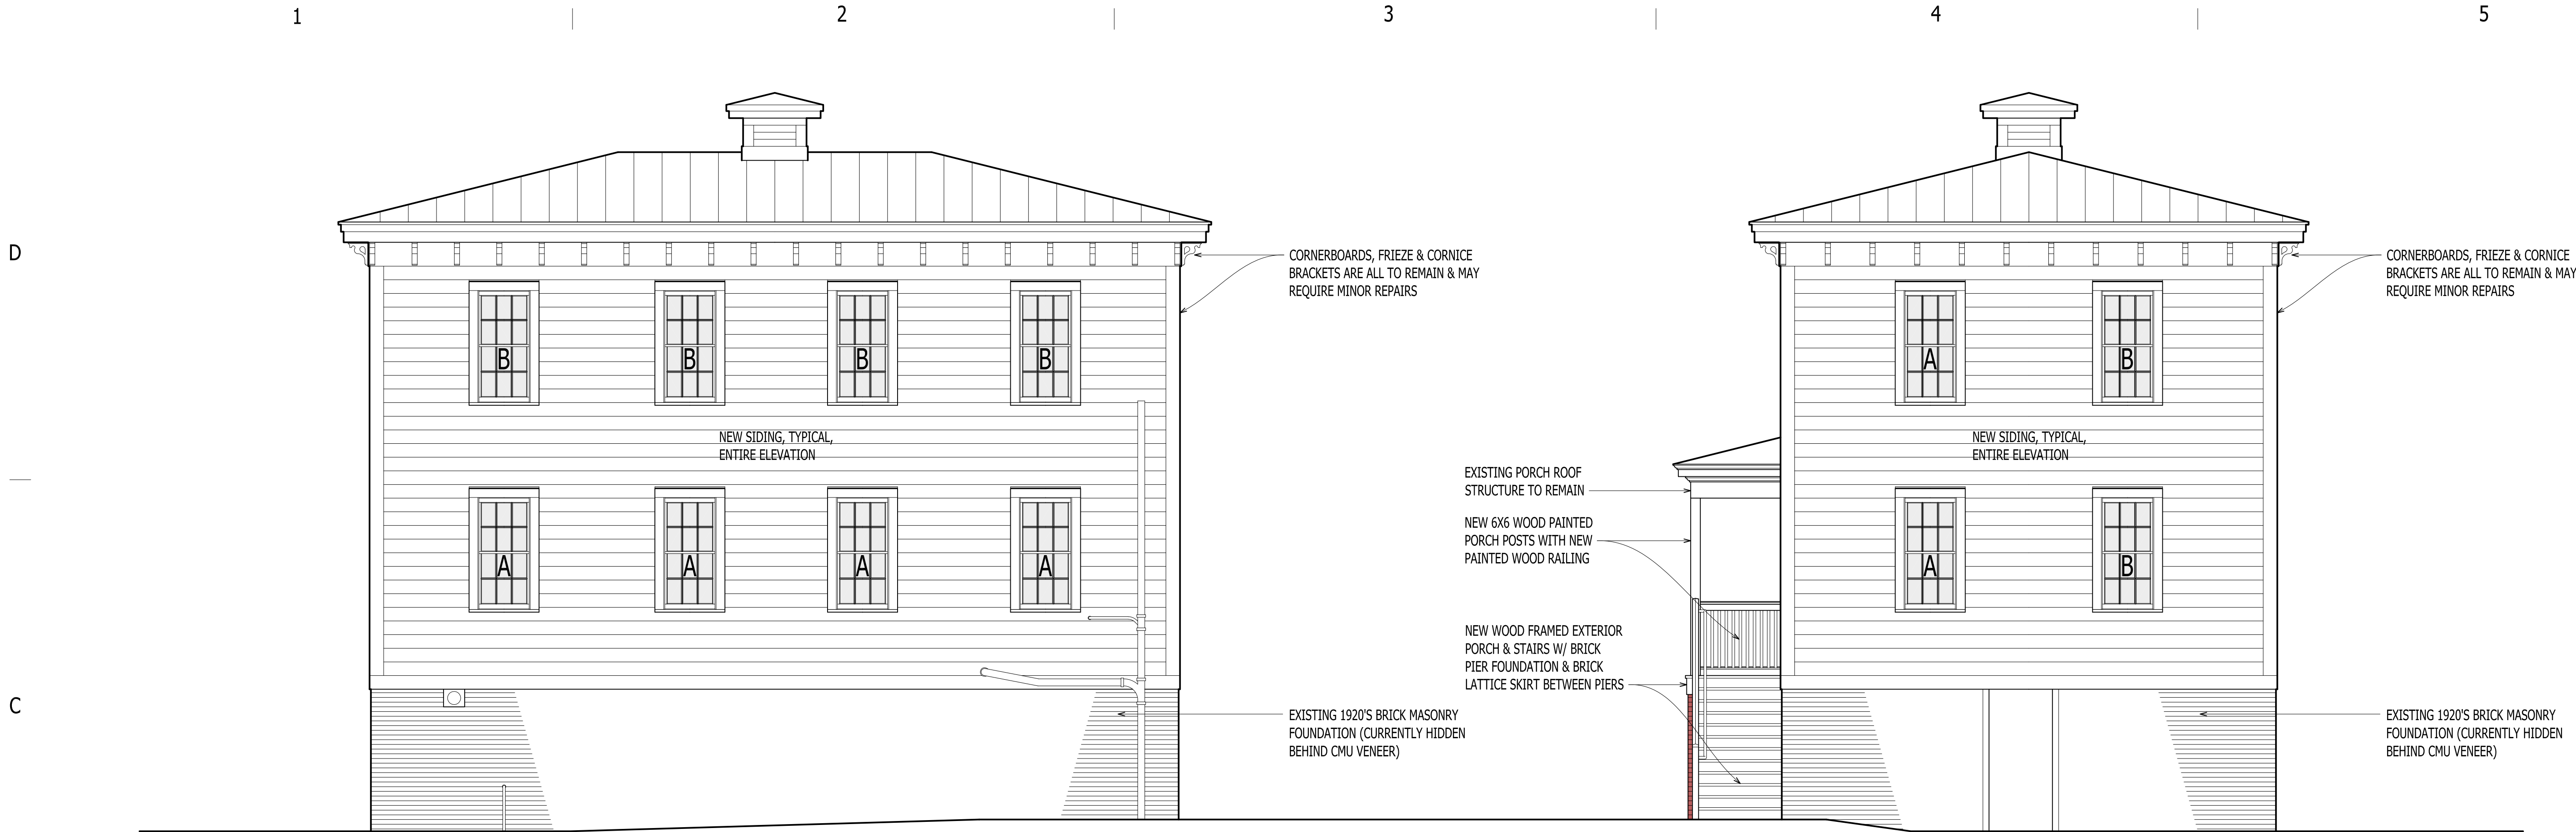 1 2 3 4 5
D
CORNERBOARDS, FRIEZE & CORNICE
BRACKETS ARE ALL TO REMAIN & MAY
REQUIRE MINOR REPAIRS
CORNERBOARDS, FRIEZE & CORNICE
BRACKETS ARE ALL TO REMAIN & MAY
REQUIRE MINOR REPAIRS
B B B B
A B
NEW SIDING, TYPICAL,
ENTIRE ELEVATION
NEW SIDING, TYPICAL,
ENTIRE ELEVATION
EXISTING PORCH ROOF
STRUCTURE TO REMAIN
NEW 6X6 WOOD PAINTED
PORCH POSTS WITH NEW
PAINTED WOOD RAILING
A A A A
A B
NEW WOOD FRAMED EXTERIOR
PORCH & STAIRS W/ BRICK
PIER FOUNDATION & BRICK
LATTICE SKIRT BETWEEN PIERS
C
EXISTING 1920'S BRICK MASONRY
FOUNDATION (CURRENTLY HIDDEN
BEHIND CMU VENEER)
EXISTING 1920'S BRICK MASONRY
FOUNDATION (CURRENTLY HIDDEN
BEHIND CMU VENEER)